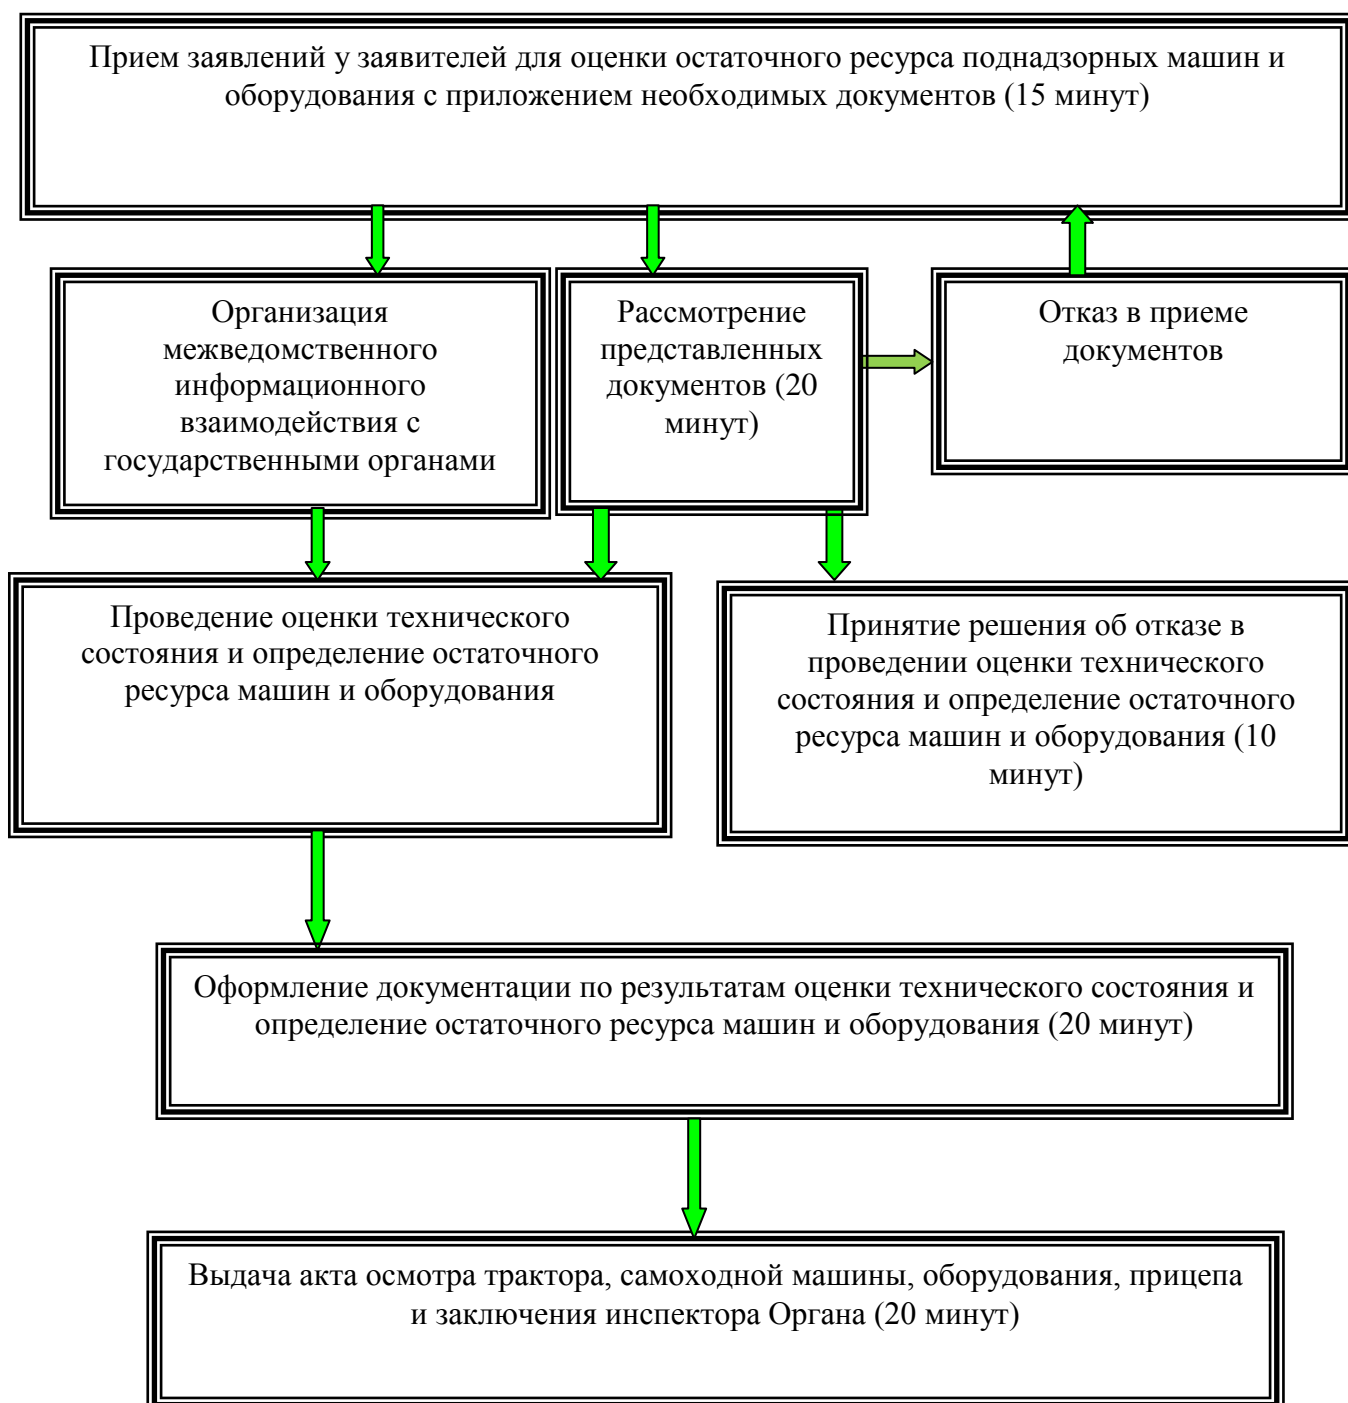 Прием заявлений у заявителей для оценки остаточного ресурса поднадзорных машин и
оборудования с приложением необходимых документов (15 минут)
Организация
межведомственного
информационного
взаимодействия с
государственными органами
Рассмотрение
представленных
документов (20
минут)
Отказ в приеме
документов
Проведение оценки технического
состояния и определение остаточного
ресурса машин и оборудования
Принятие решения об отказе в
проведении оценки технического
состояния и определение остаточного
ресурса машин и оборудования (10
минут)
Оформление документации по результатам оценки технического состояния и
определение остаточного ресурса машин и оборудования (20 минут)
Выдача акта осмотра трактора, самоходной машины, оборудования, прицепа
и заключения инспектора Органа (20 минут)